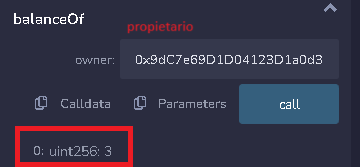 balanceOf
propietario
owner: 0x9dC7e69D1D04123D1a0d3
Calldata Parameters call
0: uint256: 3